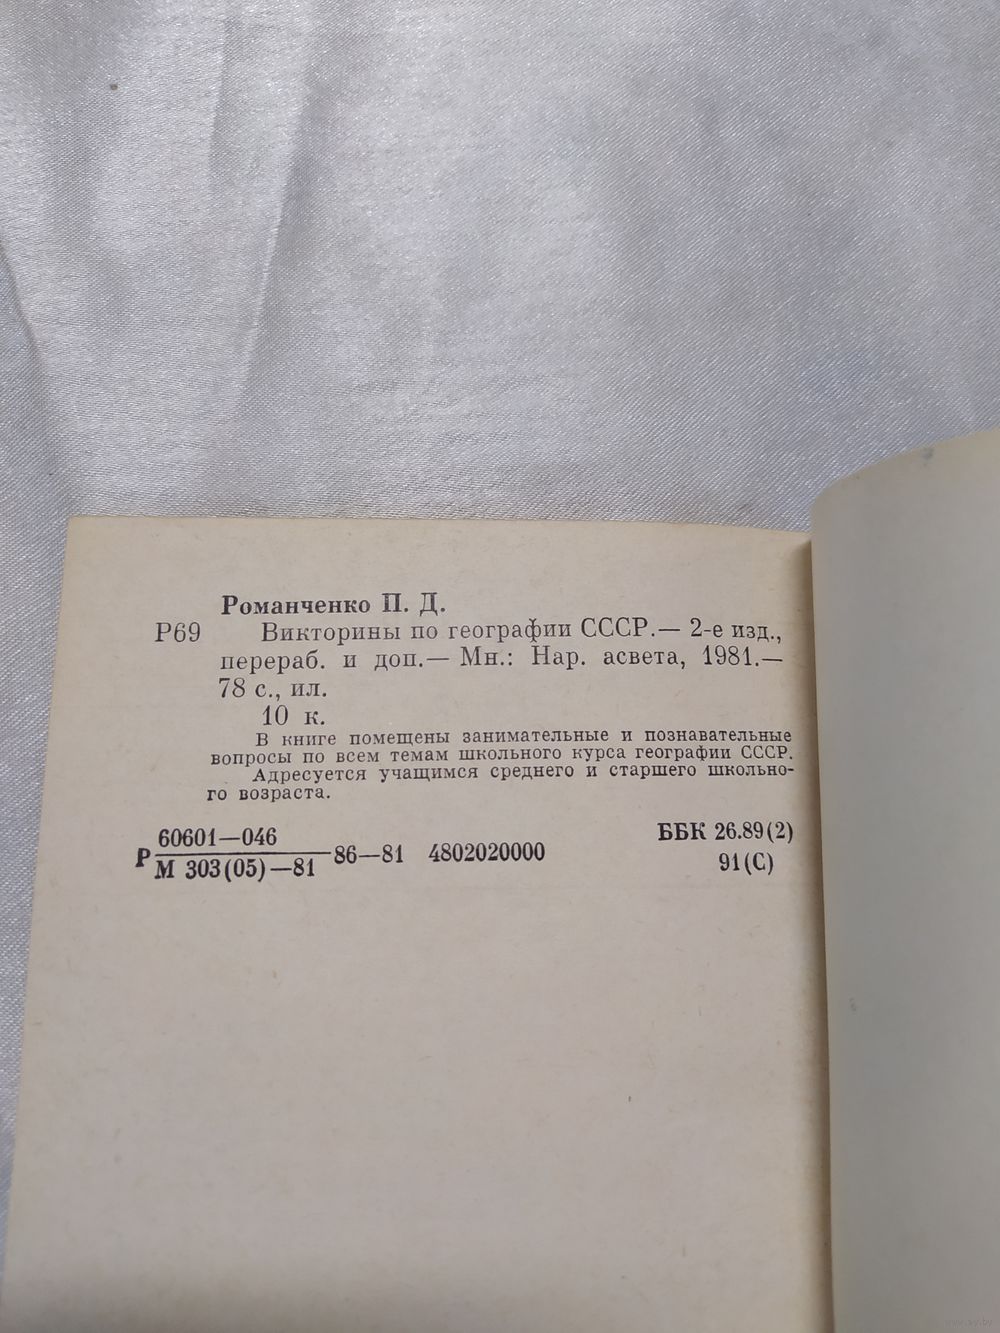 Романченко П. Д.
Р69 Викторины по географии СССР.— 2-е изд.,
перераб. и доп.— Мн.: Нар. асвета, 1981.—
78 с., ил.
10 к.
В книге помещены занимательные и познавательные
вопросы по всем темам школьного курса географии СССР.
Адресуется учащимся среднего и старшего школьно-
го возраста.
Р 60601—046
М 303(05)—81 86—81 4802020000
ББК 26.89(2)
91(С)